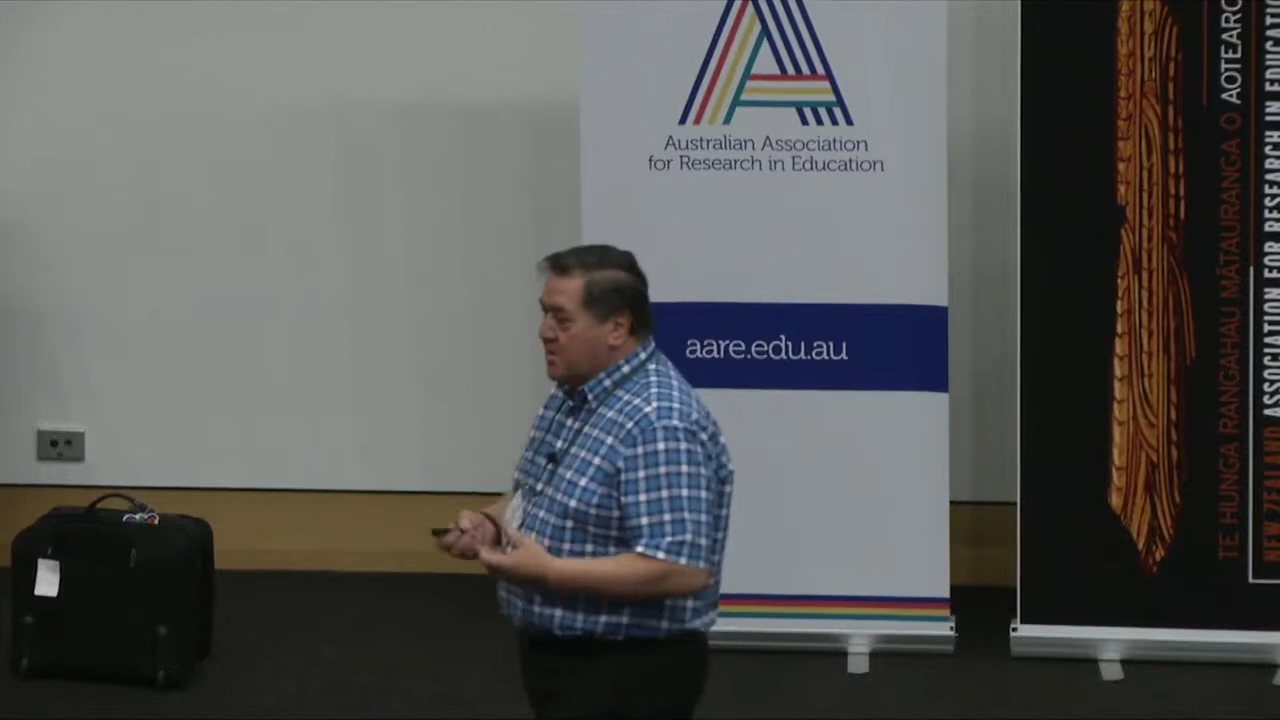 Australian Association
for Research in Education
aare.edu.au
TE HUNGA RANGAHAU MĀTAURANGA O AOTEARO
NEW ZEALAND ASSOCIATION FOR RESEARCH IN EDUCATIO